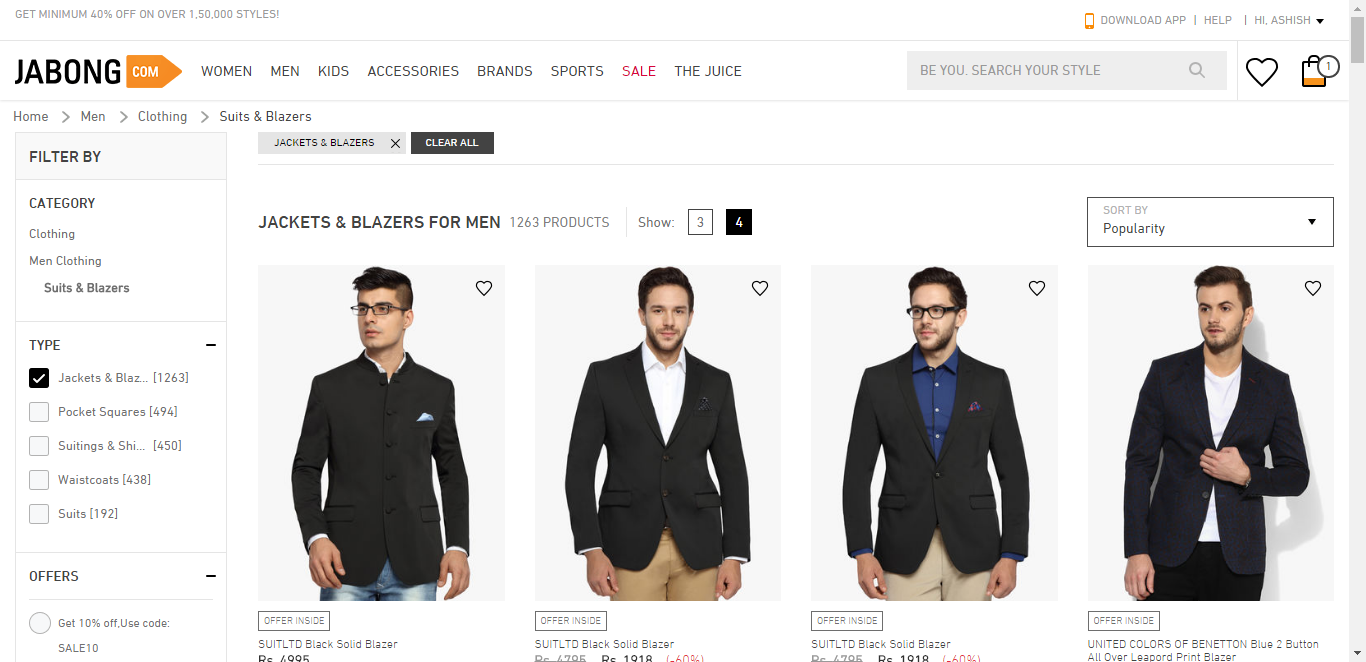 GET MINIMUM 40% OFF ON OVER 1,50,000 STYLES!
DOWNLOAD APP | HELP | HI, ASHISH
JABONG COM
WOMEN MEN KIDS ACCESSORIES BRANDS SPORTS SALE THE JUICE
BE YOU. SEARCH YOUR STYLE
1
Home > Men > Clothing > Suits & Blazers
FILTER BY
CATEGORY
Clothing
Men Clothing
Suits & Blazers
TYPE
Jackets & Blaz... [1263]
Pocket Squares [494]
Suitings & Shi... [450]
Waistcoats [438]
Suits [192]
OFFERS
Get 10% off,Use code:
SALE10
JACKETS & BLAZERS
CLEAR ALL
JACKETS & BLAZERS FOR MEN 1263 PRODUCTS Show: 3 4
SORT BY
Popularity
OFFER INSIDE
SUITLTD Black Solid Blazer
Rs. 4995
OFFER INSIDE
SUITLTD Black Solid Blazer
Rs. 4795 Rs. 1918 (-60%)
OFFER INSIDE
SUITLTD Black Solid Blazer
Rs. 4795 Rs. 1918 (-60%)
OFFER INSIDE
UNITED COLORS OF BENETTON Blue 2 Button
All Over Leapord Print Blazer